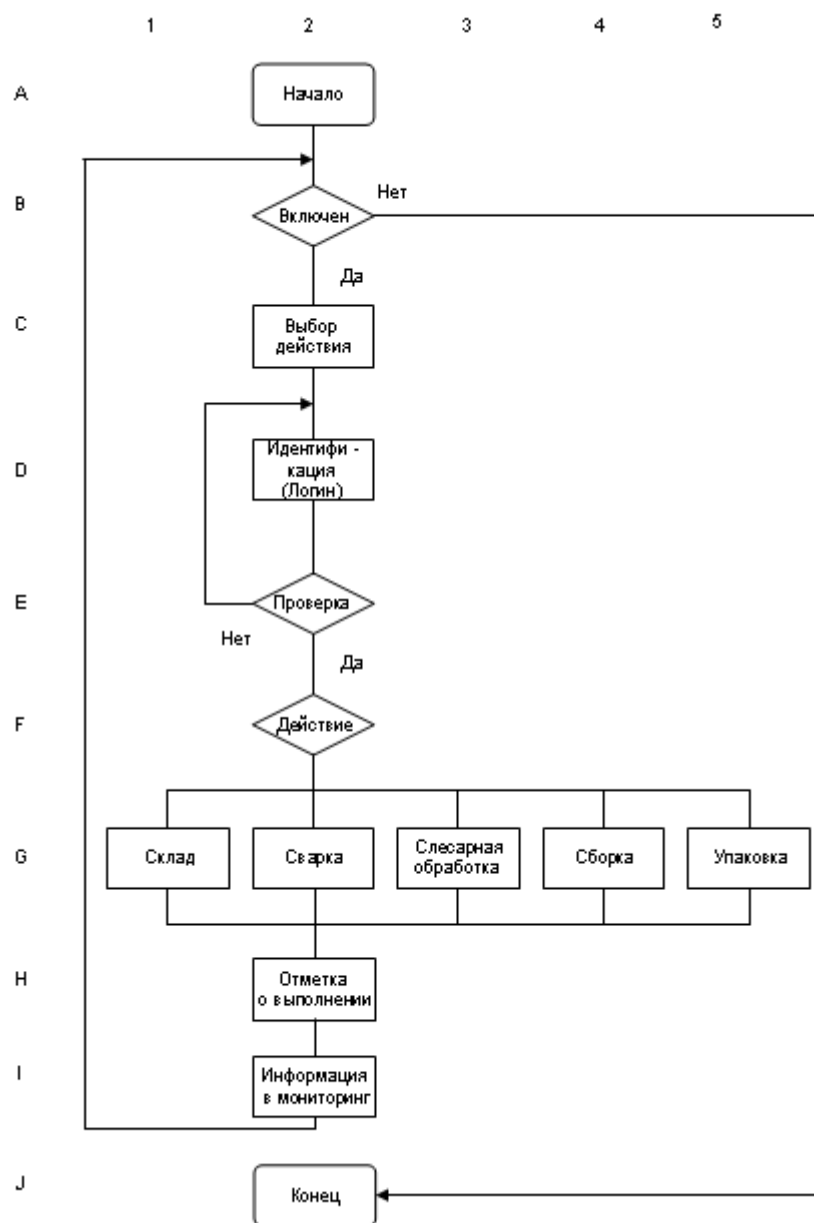 1 2 3 4 5
A
Начало
B
Включен
Нет
Да
C
Выбор
действия
D
Идентифи -
кация
(Логин)
E
Проверка
Нет
Да
F
Действие
G
Склад
Сварка
Слесарная
обработка
Сборка
Упаковка
H
Отметка
о выполнении
I
Информация
в мониторинг
J
Конец